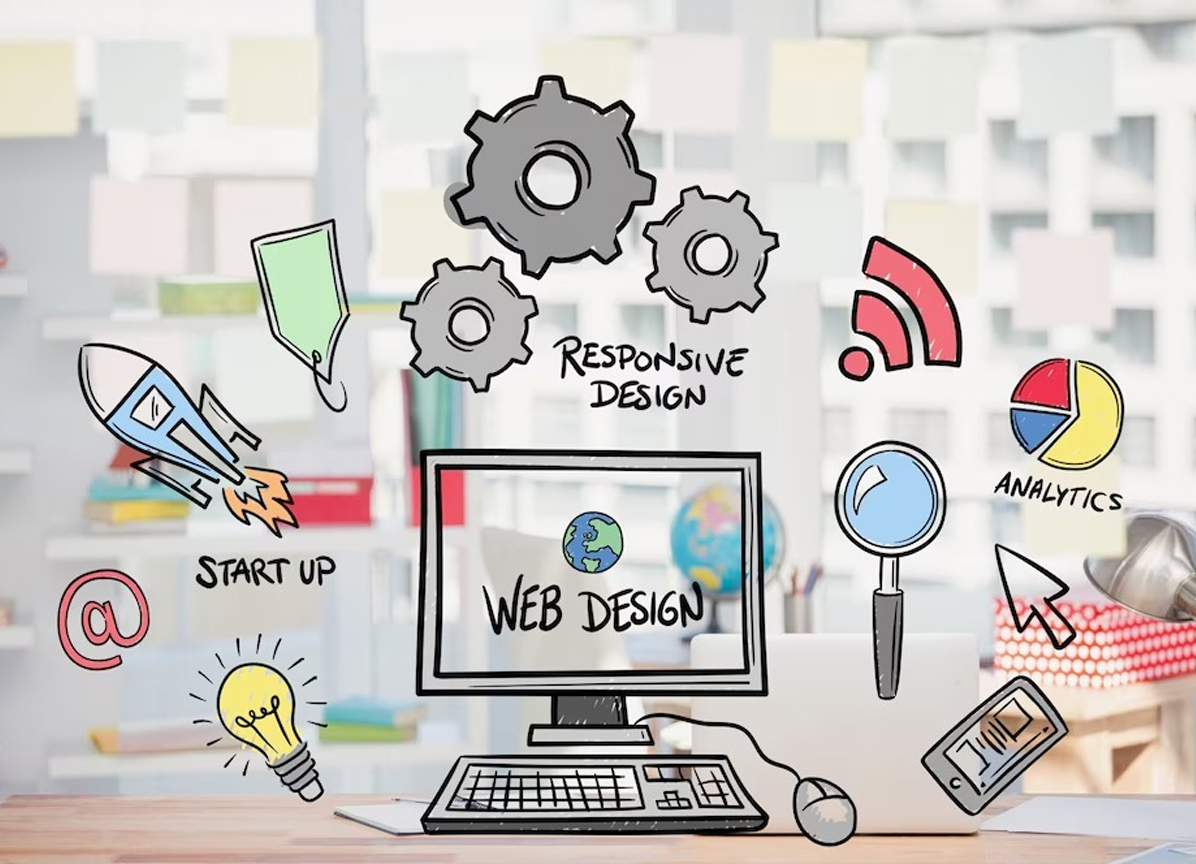 RESPONSIVE
DESIGN
ANALYTICS
START UP
@
WEB DESIGN